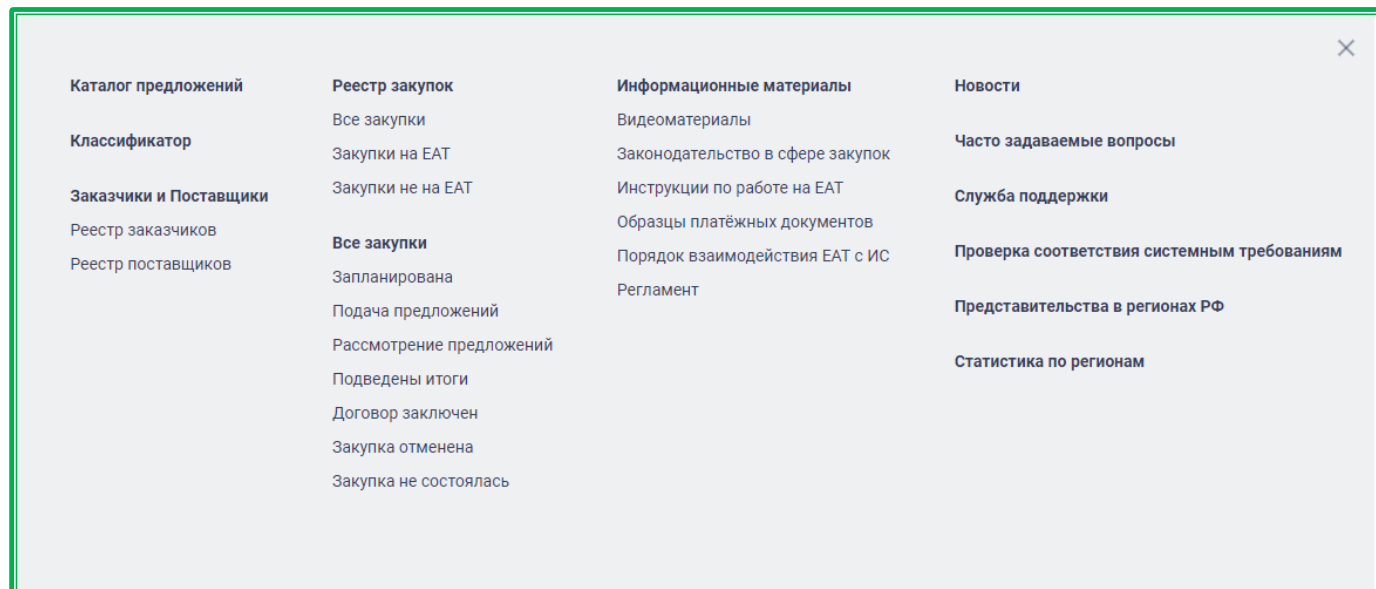 Каталог предложений
Классификатор
Заказчики и Поставщики
Реестр заказчиков
Реестр поставщиков
Реестр закупок
Все закупки
Закупки на ЕАТ
Закупки не на ЕАТ
Все закупки
Запланирована
Подача предложений
Рассмотрение предложений
Подведены итоги
Договор заключен
Закупка отменена
Закупка не состоялась
Информационные материалы
Видеоматериалы
Законодательство в сфере закупок
Инструкции по работе на ЕАТ
Образцы платёжных документов
Порядок взаимодействия ЕАТ с ИС
Регламент
Новости
Часто задаваемые вопросы
Служба поддержки
Проверка соответствия системным требованиям
Представительства в регионах РФ
Статистика по регионам